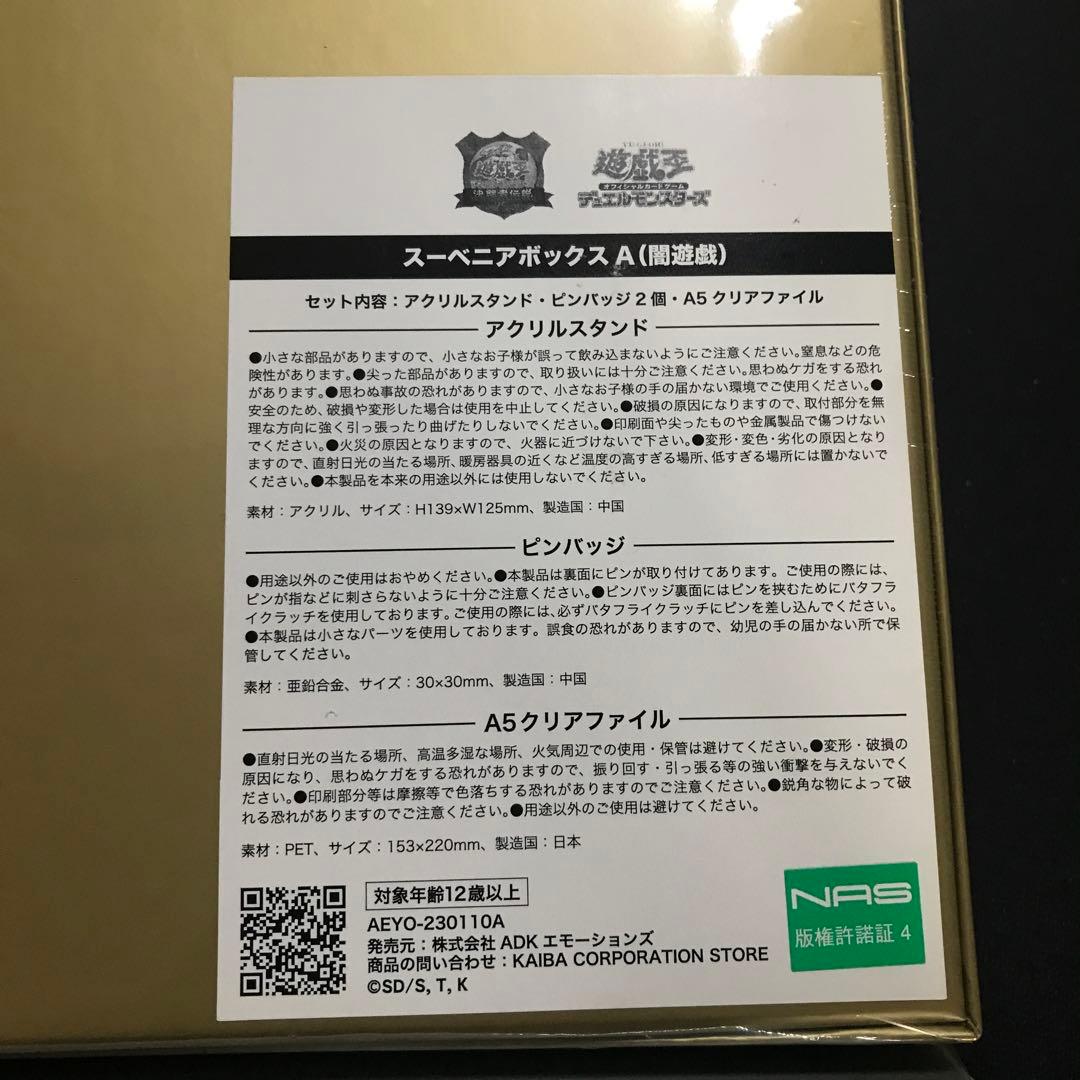 遊戯王
決闘者伝説
YU-GI-OH!
遊戯王
オフィシャルカードゲーム
デュエルモンスターズ
スーベニアボックス A（闇遊戯）
セット内容：アクリルスタンド・ピンバッジ 2 個・A5 クリアファイル
アクリルスタンド
●小さな部品がありますので、小さなお子様が誤って飲み込まないようにご注意ください。窒息などの危
険性があります。●尖った部品がありますので、取り扱いには十分ご注意ください。思わぬケガをする恐れ
があります。●思わぬ事故の恐れがありますので、小さなお子様の手の届かない環境でご使用ください。●
安全のため、破損や変形した場合は使用を中止してください。●破損の原因になりますので、取付部分を無
理な方向に強く引っ張ったり曲げたりしないでください。●印刷面や尖ったものや金属製品で傷つけない
でください。●火災の原因となりますので、火器に近づけないで下さい。●変形・変色・劣化の原因となり
ますので、直射日光の当たる場所、暖房器具の近くなど温度の高すぎる場所、低すぎる場所には置かないで
ください。●本製品を本来の用途以外には使用しないでください。
素材：アクリル、サイズ：H139×W125mm、製造国：中国
ピンバッジ
●用途以外のご使用はおやめください。●本製品は裏面にピンが取り付けてあります。ご使用の際には、
ピンが指などに刺さらないように十分ご注意ください。●ピンバッジ裏面にはピンを挟むためにバタフラ
イクラッチを使用しております。ご使用の際には、必ずバタフライクラッチにピンを差し込んでください。
●本製品は小さなパーツを使用しております。誤食の恐れがありますので、幼児の手の届かない所で保
管してください。
素材：亜鉛合金、サイズ：30×30mm、製造国：中国
A5クリアファイル
●直射日光の当たる場所、高温多湿な場所、火気周辺での使用・保管は避けてください。●変形・破損の
原因になり、思わぬケガをする恐れがありますので、振り回す・引っ張る等の強い衝撃を与えないでく
ださい。●印刷部分等は摩擦等で色落ちする恐れがありますのでご注意ください。●鋭角な物によって破
れる恐れがありますのでご注意ください。●用途以外のご使用は避けてください。
素材：PET、サイズ：153×220mm、製造国：日本
対象年齢12歳以上
AEYO-230110A
発売元：株式会社 ADK エモーションズ
商品の問い合わせ：KAIBA CORPORATION STORE
©SD/S, T, K
NAS
版権許諾証 4